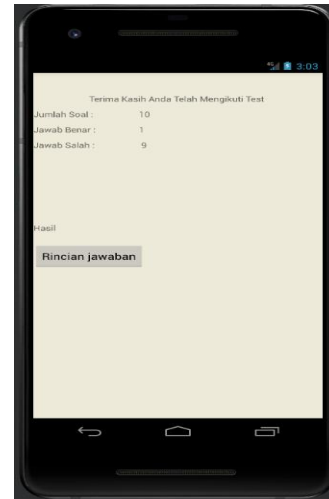 3:03
Terima Kasih Anda Telah Mengikuti Test
Jumlah Soal : 10
Jawab Benar : 1
Jawab Salah : 9
Hasil
Rincian jawaban